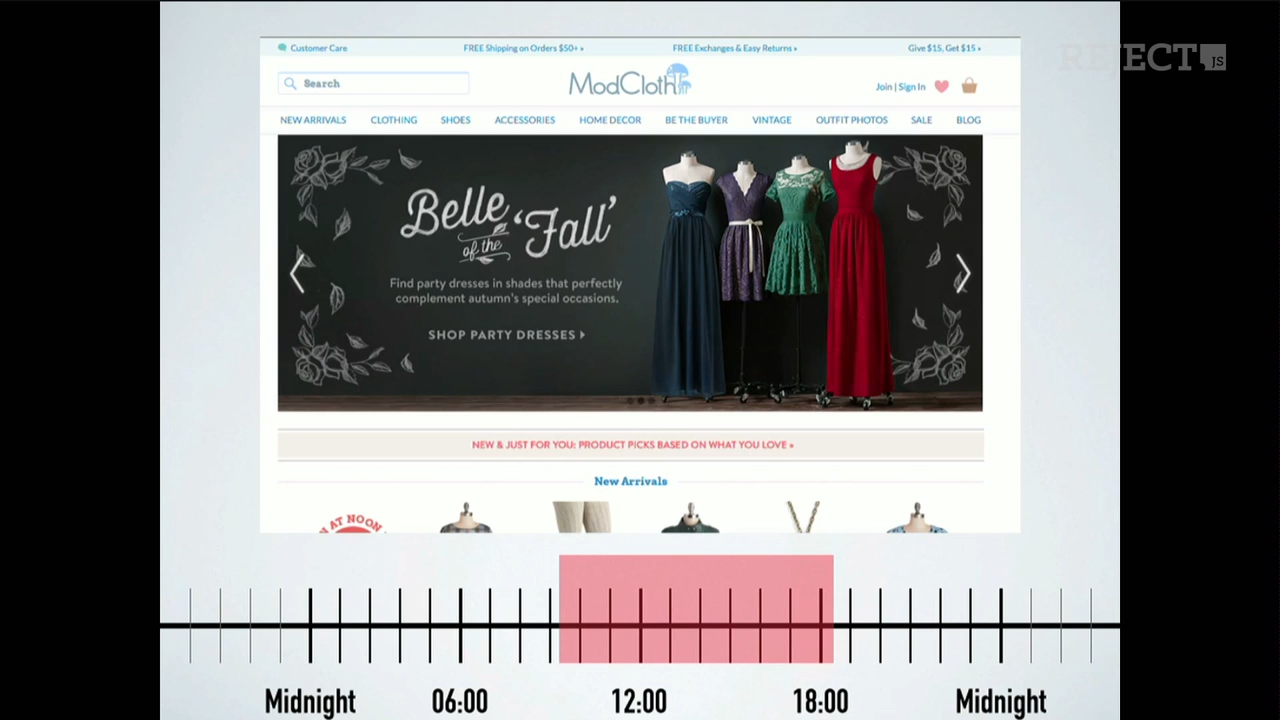 REJECT JS
Customer Care
FREE Shipping on Orders $50+
FREE Exchanges & Easy Returns
Give $15, Get $15
Search
ModCloth
Join | Sign In
NEW ARRIVALS CLOTHING SHOES ACCESSORIES HOME DECOR BE THE BUYER VINTAGE OUTFIT PHOTOS SALE BLOG
Belle
of the 'Fall'
Find party dresses in shades that perfectly
complement autumn's special occasions.
SHOP PARTY DRESSES
NEW & JUST FOR YOU: PRODUCT PICKS BASED ON WHAT YOU LOVE »
New Arrivals
AT NOON
Midnight 06:00 12:00 18:00 Midnight